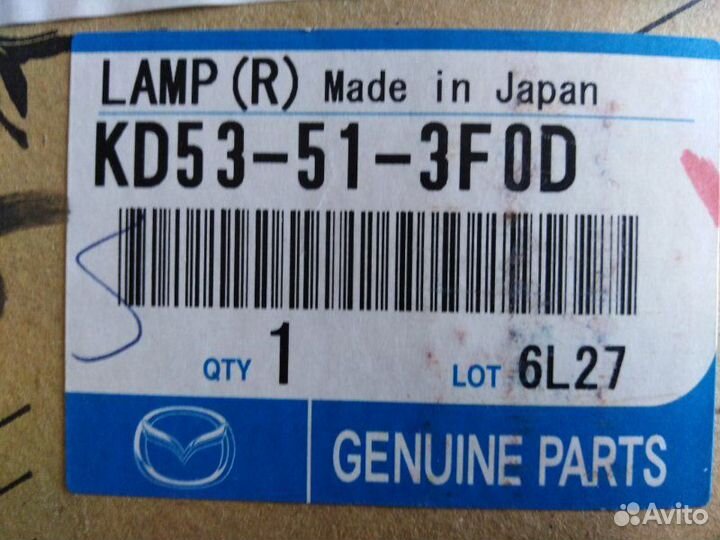 LAMP (R) Made in Japan
KD53-51-3F0D
QTY 1 LOT 6L27
GENUINE PARTS
Avito